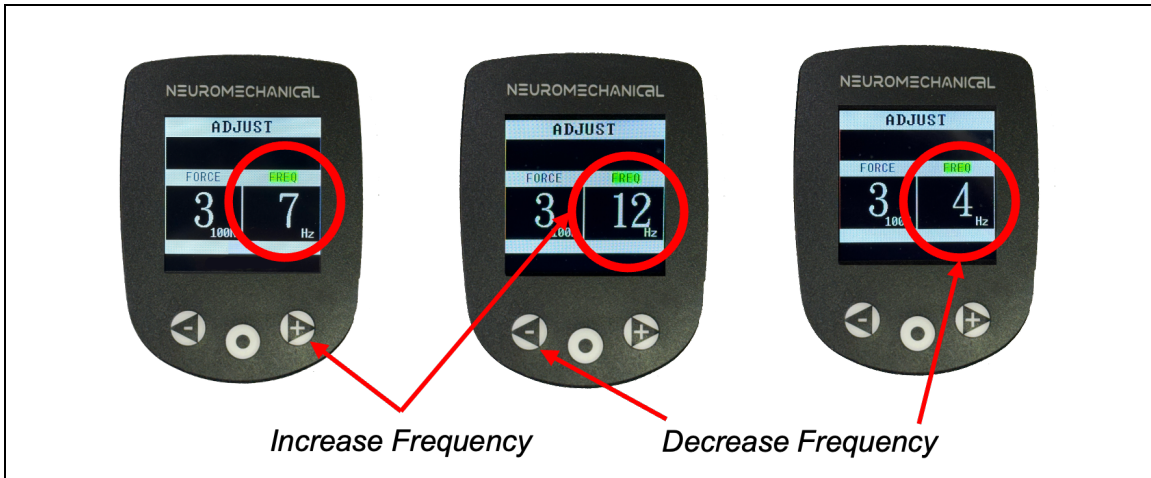 NEUROMECHANICAL
ADJUST
FORCE FREQ
3 7
100N Hz
- +
NEUROMECHANICAL
ADJUST
FORCE FREQ
3 12
Hz
- +
NEUROMECHANICAL
ADJUST
FORCE FREQ
3 4
Hz
- +
Increase Frequency
Decrease Frequency